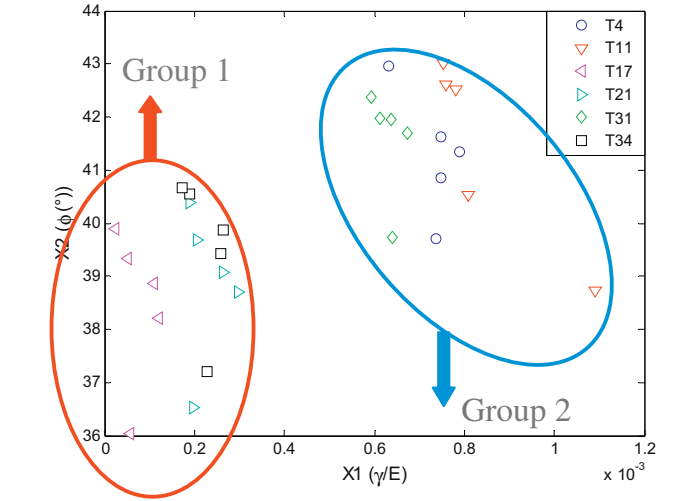 44
43
42
41
40
39
38
37
36
X2 (ϕ(°))
Group 1
Group 2
T4
T11
T17
T21
T31
T34
0
0.2
0.4
0.6
0.8
1
1.2
X1 (γ/E)
x 10⁻³